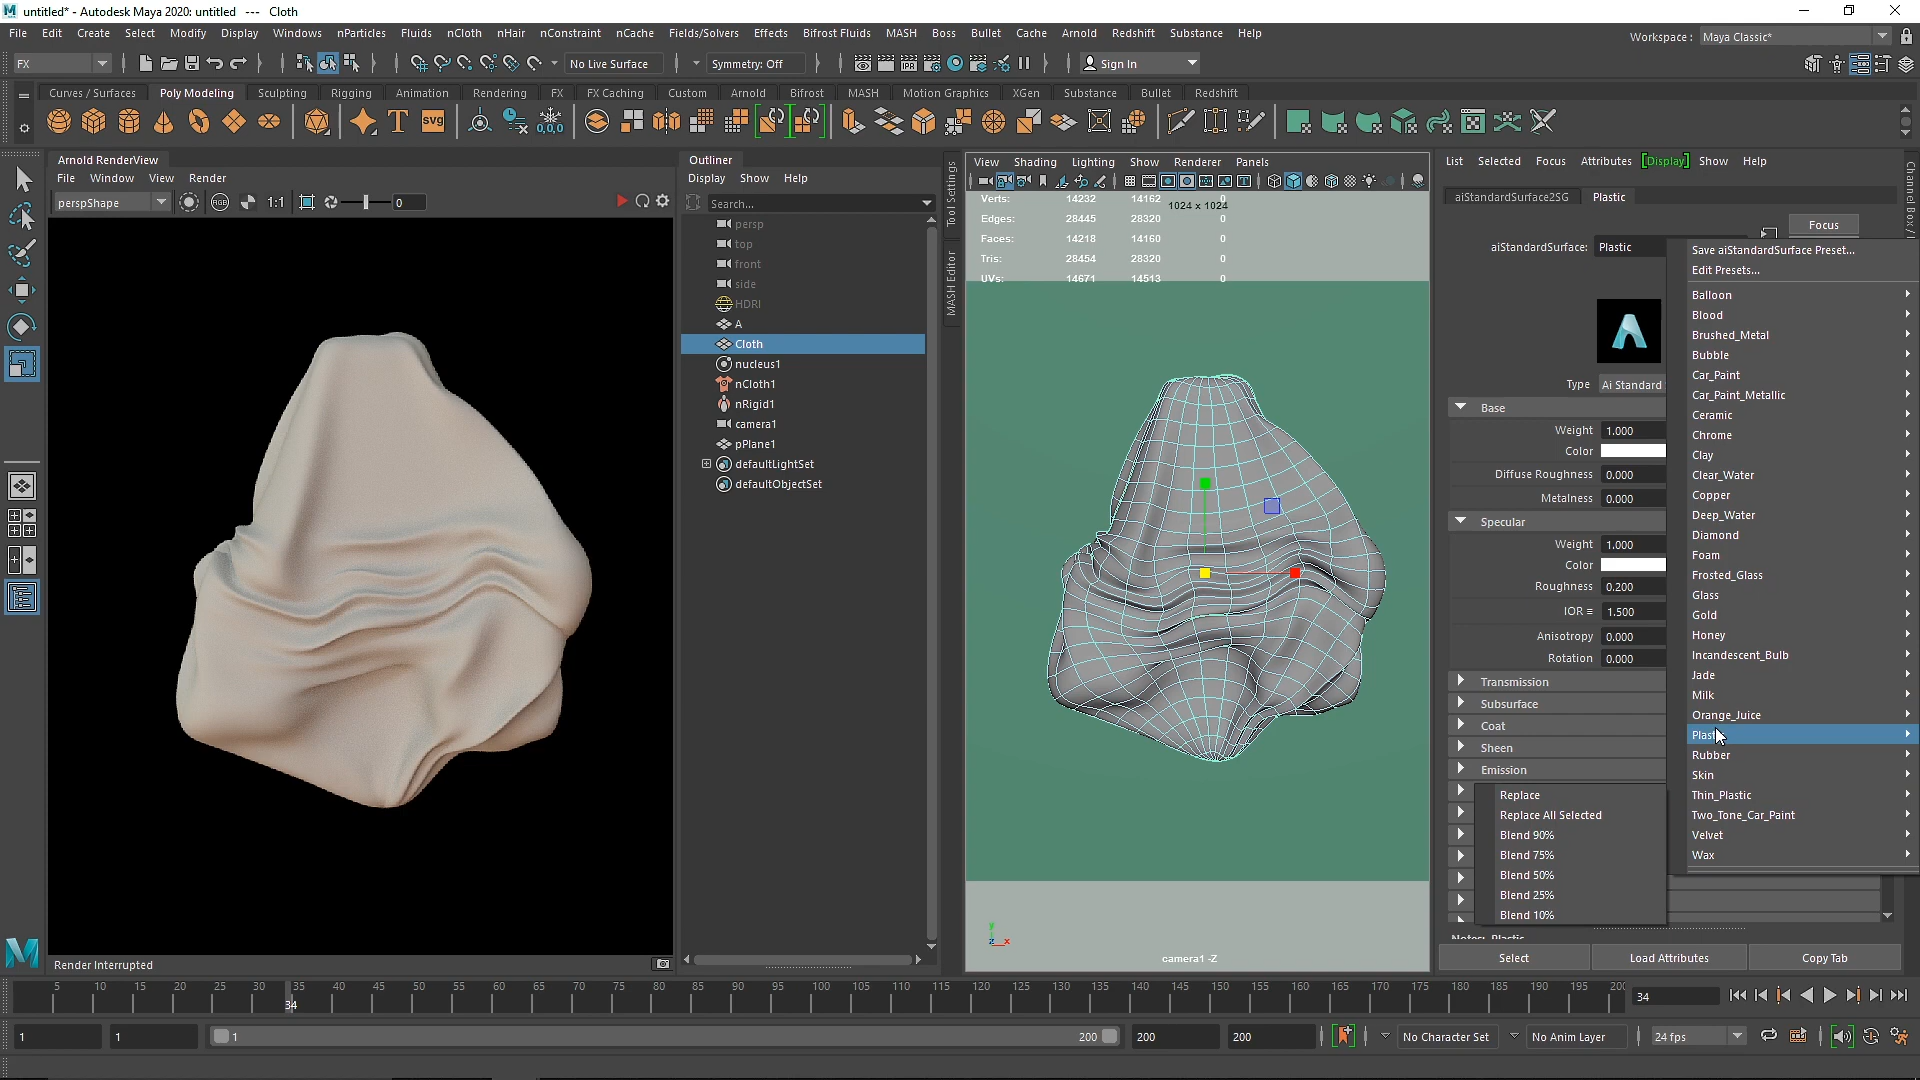 untitled* - Autodesk Maya 2020: untitled --- Cloth
File Edit Create Select Modify Display Windows nParticles Fluids nCloth nHair nConstraint nCache Fields/Solvers Effects Bifrost Fluids MASH Boss Bullet Cache Arnold Redshift Substance Help
Workspace : Maya Classic*
FX No Live Surface Symmetry: Off Sign In
Curves / Surfaces Poly Modeling Sculpting Rigging Animation Rendering FX FX Caching Custom Arnold Bifrost MASH Motion Graphics XGen Substance Bullet Redshift
Arnold RenderView
File Window View Render
perspShape 1:1 0
Render Interrupted
Outliner
Display Show Help
Search...
persp
top
front
side
HDRI
A
Cloth
nucleus1
nCloth1
nRigid1
camera1
pPlane1
defaultLightSet
defaultObjectSet
Tool Settings
MASH Editor
View Shading Lighting Show Renderer Panels
Verts: 14232 14162 0
1024 x 1024
Edges: 28445 28320 0
Faces: 14218 14160 0
Tris: 28454 28320 0
UVs: 14671 14513 0
camera1 -Z
List Selected Focus Attributes Display Show Help
aiStandardSurface2SG Plastic
Focus
aiStandardSurface: Plastic
Type Ai Standard
Base
Weight 1.000
Color
Diffuse Roughness 0.000
Metalness 0.000
Specular
Weight 1.000
Color
Roughness 0.200
IOR = 1.500
Anisotropy 0.000
Rotation 0.000
Transmission
Subsurface
Coat
Sheen
Emission
Replace
Replace All Selected
Blend 90%
Blend 75%
Blend 50%
Blend 25%
Blend 10%
Save aiStandardSurface Preset...
Edit Presets...
Balloon
Blood
Brushed_Metal
Bubble
Car_Paint
Car_Paint_Metallic
Ceramic
Chrome
Clay
Clear_Water
Copper
Deep_Water
Diamond
Foam
Frosted_Glass
Glass
Gold
Honey
Incandescent_Bulb
Jade
Milk
Orange_Juice
Plast
Rubber
Skin
Thin_Plastic
Two_Tone_Car_Paint
Velvet
Wax
Notes: Plastic
Select Load Attributes Copy Tab
5 10 15 20 25 30 35 40 45 50 55 60 65 70 75 80 85 90 95 100 105 110 115 120 125 130 135 140 145 150 155 160 165 170 175 180 185 190 195
34
34
1 1 1 200 200 200 No Character Set No Anim Layer 24 fps